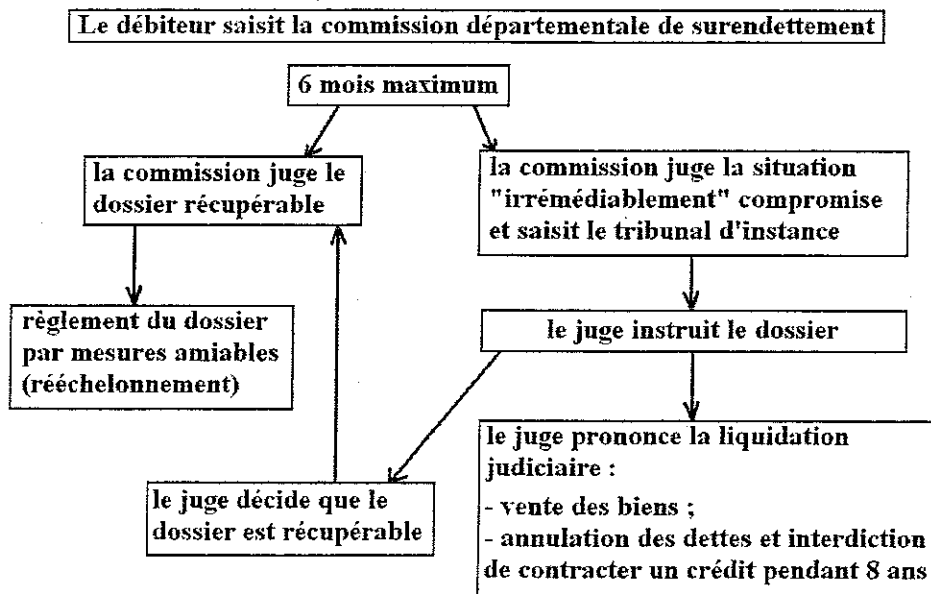 Le débiteur saisit la commission départementale de surendettement
6 mois maximum
la commission juge le
dossier récupérable
la commission juge la situation
"irrémédiablement" compromise
et saisit le tribunal d'instance
règlement du dossier
par mesures amiables
(rééchelonnement)
le juge instruit le dossier
le juge décide que le
dossier est récupérable
le juge prononce la liquidation
judiciaire :
- vente des biens ;
- annulation des dettes et interdiction
de contracter un crédit pendant 8 ans